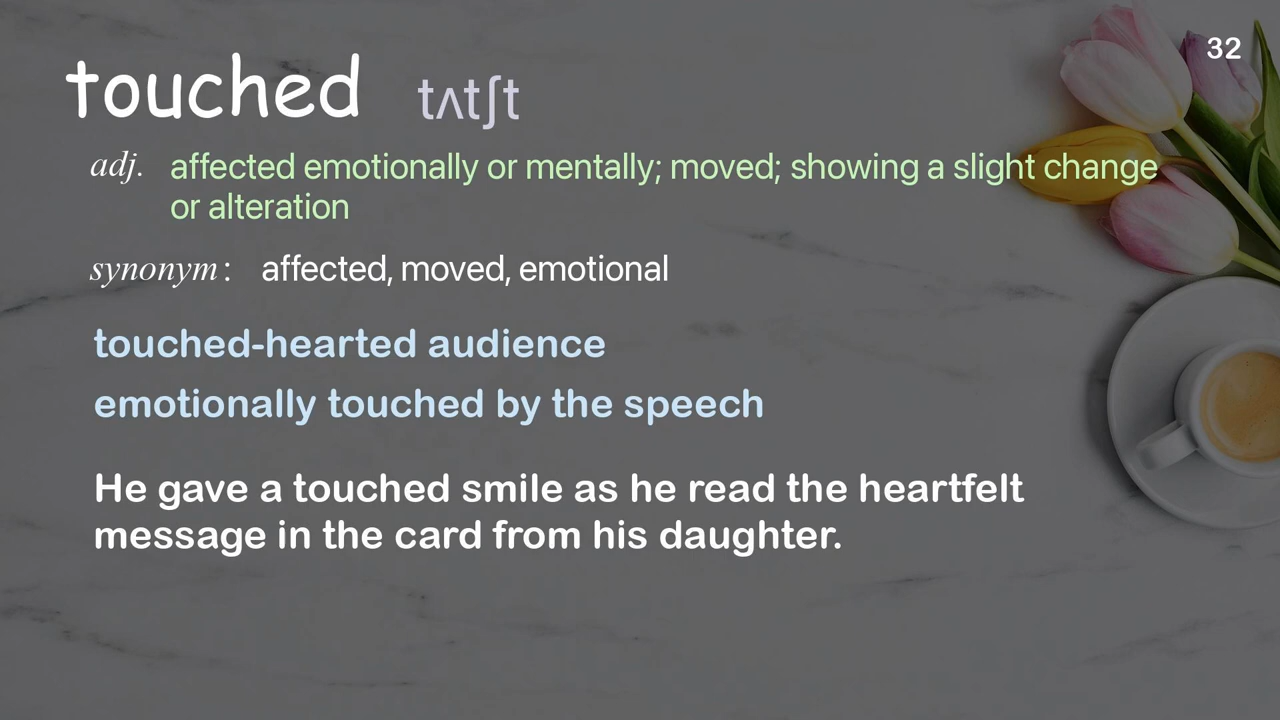 32
touched tʌtʃt
adj. affected emotionally or mentally; moved; showing a slight change
or alteration
synonym: affected, moved, emotional
touched-hearted audience
emotionally touched by the speech
He gave a touched smile as he read the heartfelt
message in the card from his daughter.